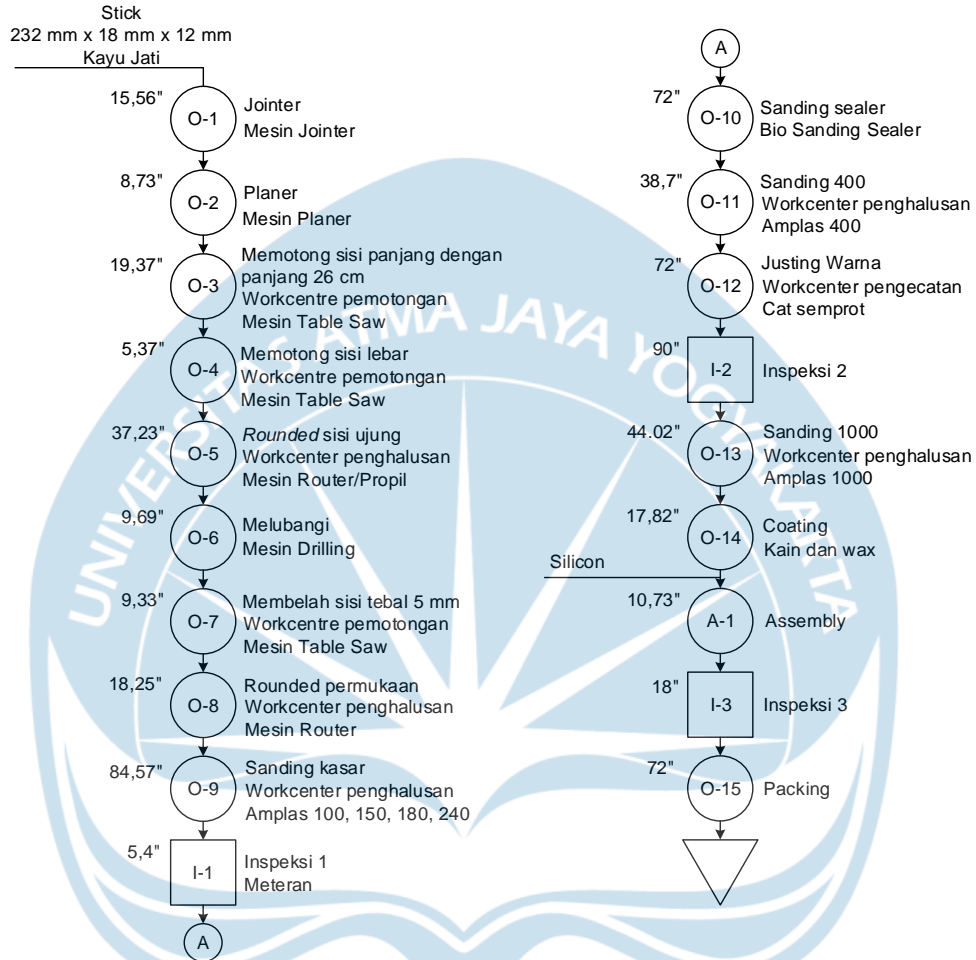 Stick
232 mm x 18 mm x 12 mm
Kayu Jati
15,56"
O-1
Jointer
Mesin Jointer
8,73"
O-2
Planer
Mesin Planer
19,37"
O-3
Memotong sisi panjang dengan
panjang 26 cm
Workcentre pemotongan
Mesin Table Saw
5,37"
O-4
Memotong sisi lebar
Workcentre pemotongan
Mesin Table Saw
37,23"
O-5
Rounded sisi ujung
Workcenter penghalusan
Mesin Router/Propil
9,69"
O-6
Melubangi
Mesin Drilling
9,33"
O-7
Membelah sisi tebal 5 mm
Workcentre pemotongan
Mesin Table Saw
18,25"
O-8
Rounded permukaan
Workcenter penghalusan
Mesin Router
84,57"
O-9
Sanding kasar
Workcenter penghalusan
Amplas 100, 150, 180, 240
5,4"
I-1
Inspeksi 1
Meteran
A
A
72"
O-10
Sanding sealer
Bio Sanding Sealer
38,7"
O-11
Sanding 400
Workcenter penghalusan
Amplas 400
72"
O-12
Justing Warna
Workcenter pengecatan
Cat semprot
90"
I-2
Inspeksi 2
44.02"
O-13
Sanding 1000
Workcenter penghalusan
Amplas 1000
17,82"
O-14
Coating
Kain dan wax
Silicon
10,73"
A-1
Assembly
18"
I-3
Inspeksi 3
72"
O-15
Packing
UNIVERSITAS ATMA JAYA YOGYAKARTA